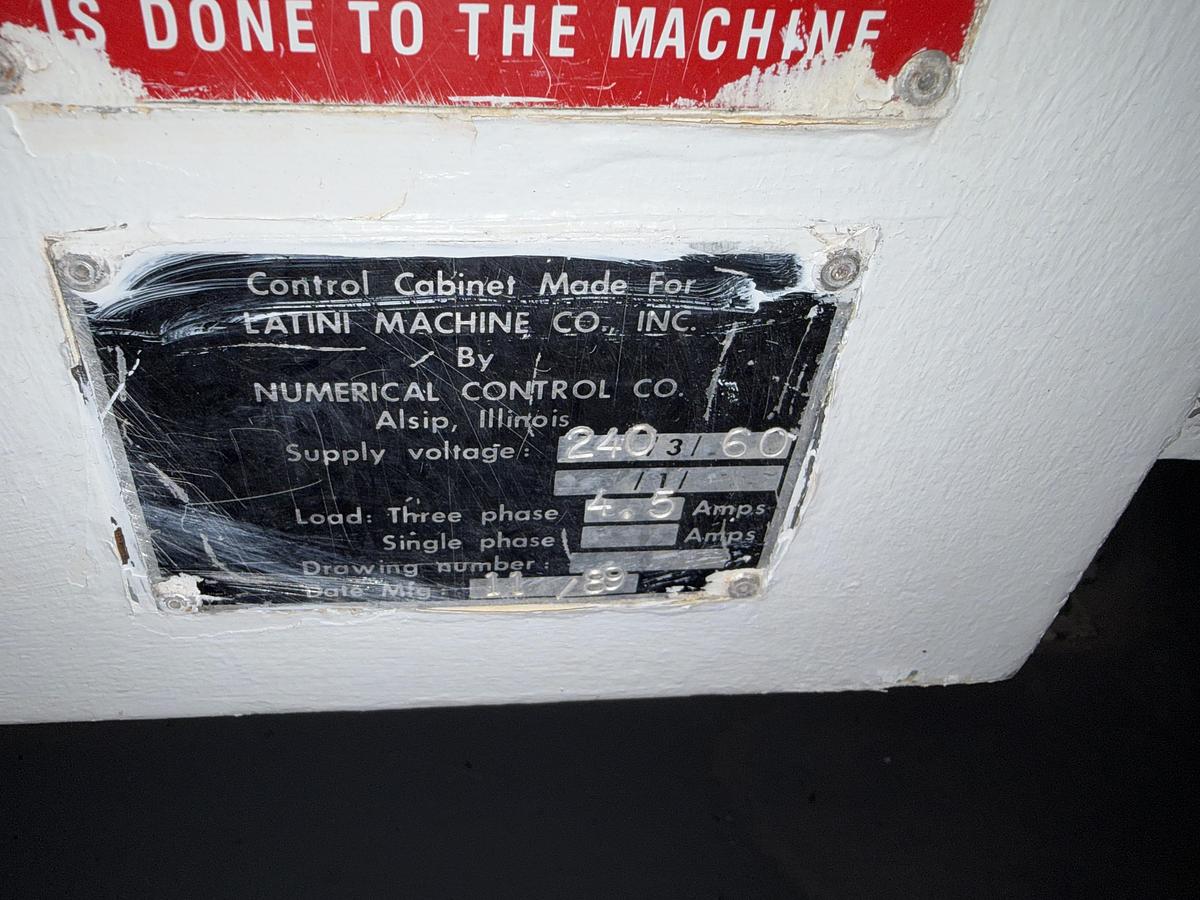 IS DONE TO THE MACHINE
Control Cabinet Made For
LATINI MACHINE CO., INC.
By
NUMERICAL CONTROL CO.
Alsip, Illinois
Supply voltage: 240/3/ 60
/1/
Load: Three phase 4.5 Amps
Single phase Amps
Drawing number:
Date Mfg: 11 /89